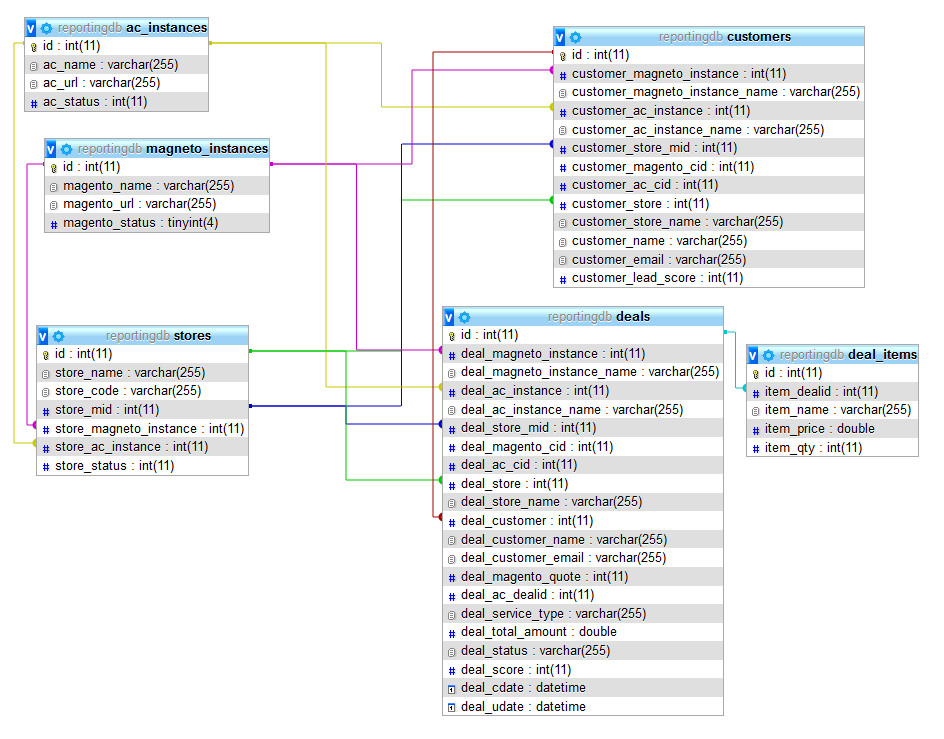 reportingdb ac_instances
id : int(11)
ac_name : varchar(255)
ac_url : varchar(255)
ac_status : int(11)
reportingdb magneto_instances
id : int(11)
magento_name : varchar(255)
magento_url : varchar(255)
magento_status : tinyint(4)
reportingdb stores
id : int(11)
store_name : varchar(255)
store_code : varchar(255)
store_mid : int(11)
store_magneto_instance : int(11)
store_ac_instance : int(11)
store_status : int(11)
reportingdb customers
id : int(11)
customer_magneto_instance : int(11)
customer_magneto_instance_name : varchar(255)
customer_ac_instance : int(11)
customer_ac_instance_name : varchar(255)
customer_store_mid : int(11)
customer_magento_cid : int(11)
customer_ac_cid : int(11)
customer_store : int(11)
customer_store_name : varchar(255)
customer_name : varchar(255)
customer_email : varchar(255)
customer_lead_score : int(11)
reportingdb deals
id : int(11)
deal_magneto_instance : int(11)
deal_magneto_instance_name : varchar(255)
deal_ac_instance : int(11)
deal_ac_instance_name : varchar(255)
deal_store_mid : int(11)
deal_magento_cid : int(11)
deal_ac_cid : int(11)
deal_store : int(11)
deal_store_name : varchar(255)
deal_customer : int(11)
deal_customer_name : varchar(255)
deal_customer_email : varchar(255)
deal_magento_quote : int(11)
deal_ac_dealid : int(11)
deal_service_type : varchar(255)
deal_total_amount : double
deal_status : varchar(255)
deal_score : int(11)
deal_cdate : datetime
deal_udate : datetime
reportingdb deal_items
id : int(11)
item_dealid : int(11)
item_name : varchar(255)
item_price : double
item_qty : int(11)